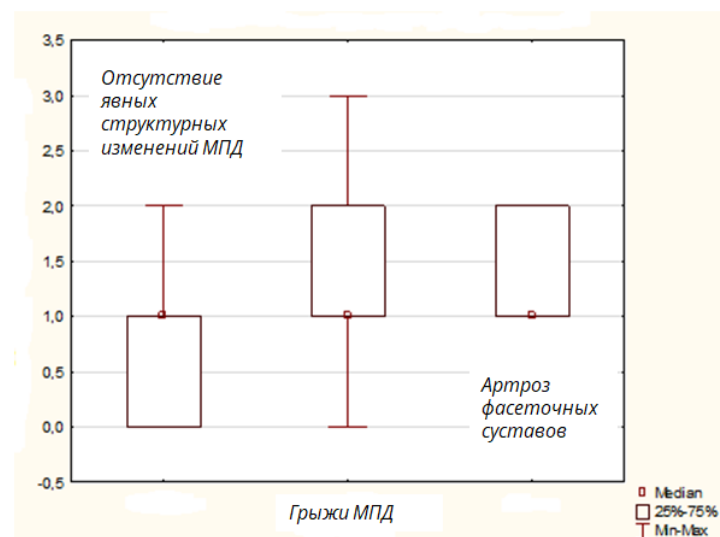 3,5
3,0
2,5
2,0
1,5
1,0
0,5
0,0
-0,5
Отсутствие
явных
структурных
изменений МПД
Артроз
фасеточных
суставов
Грыжи МПД
Median
25%-75%
Min-Max